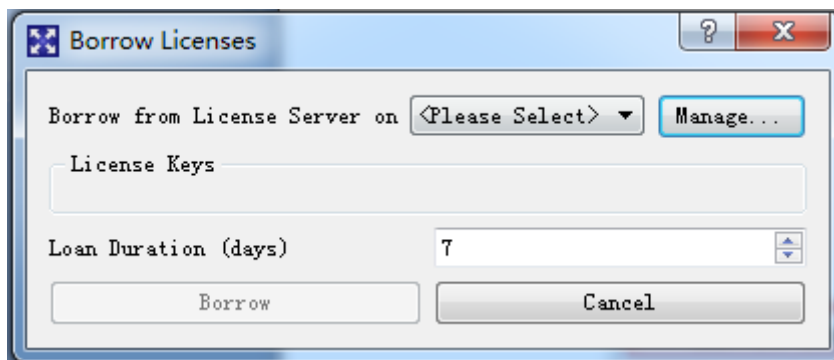 Borrow Licenses
Borrow from License Server on <Please Select> Manage...
License Keys
Loan Duration (days) 7
Borrow Cancel